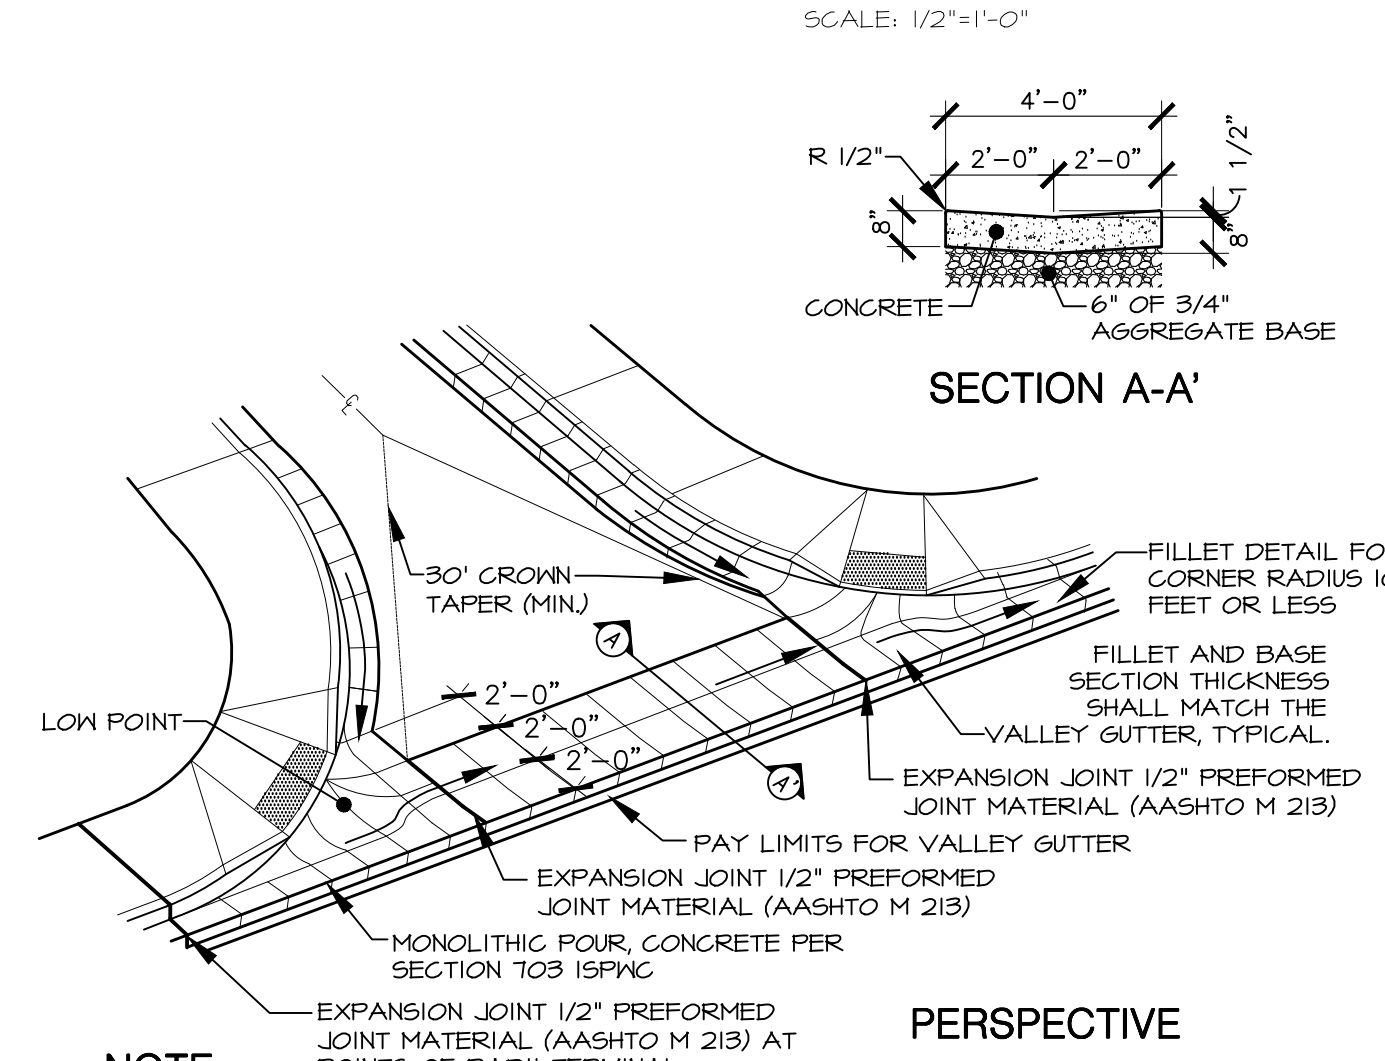 SCALE: 1/2"=1'-0"
4'-0"
2'-0" 2'-0"
1 1/2"
R 1/2"
8"
8"
CONCRETE
6" OF 3/4"
AGGREGATE BASE
SECTION A-A'
℄
30' CROWN
TAPER (MIN.)
FILLET DETAIL FO
CORNER RADIUS
FEET OR LESS
A
FILLET AND BASE
SECTION THICKNESS
SHALL MATCH THE
VALLEY GUTTER, TYPICAL.
2'-0"
2'-0"
2'-0"
LOW POINT
A'
EXPANSION JOINT 1/2" PREFORMED
JOINT MATERIAL (AASHTO M 213)
PAY LIMITS FOR VALLEY GUTTER
EXPANSION JOINT 1/2" PREFORMED
JOINT MATERIAL (AASHTO M 213)
MONOLITHIC POUR, CONCRETE PER
SECTION 703 ISPWC
EXPANSION JOINT 1/2" PREFORMED
JOINT MATERIAL (AASHTO M 213) AT
PERSPECTIVE
NOTE